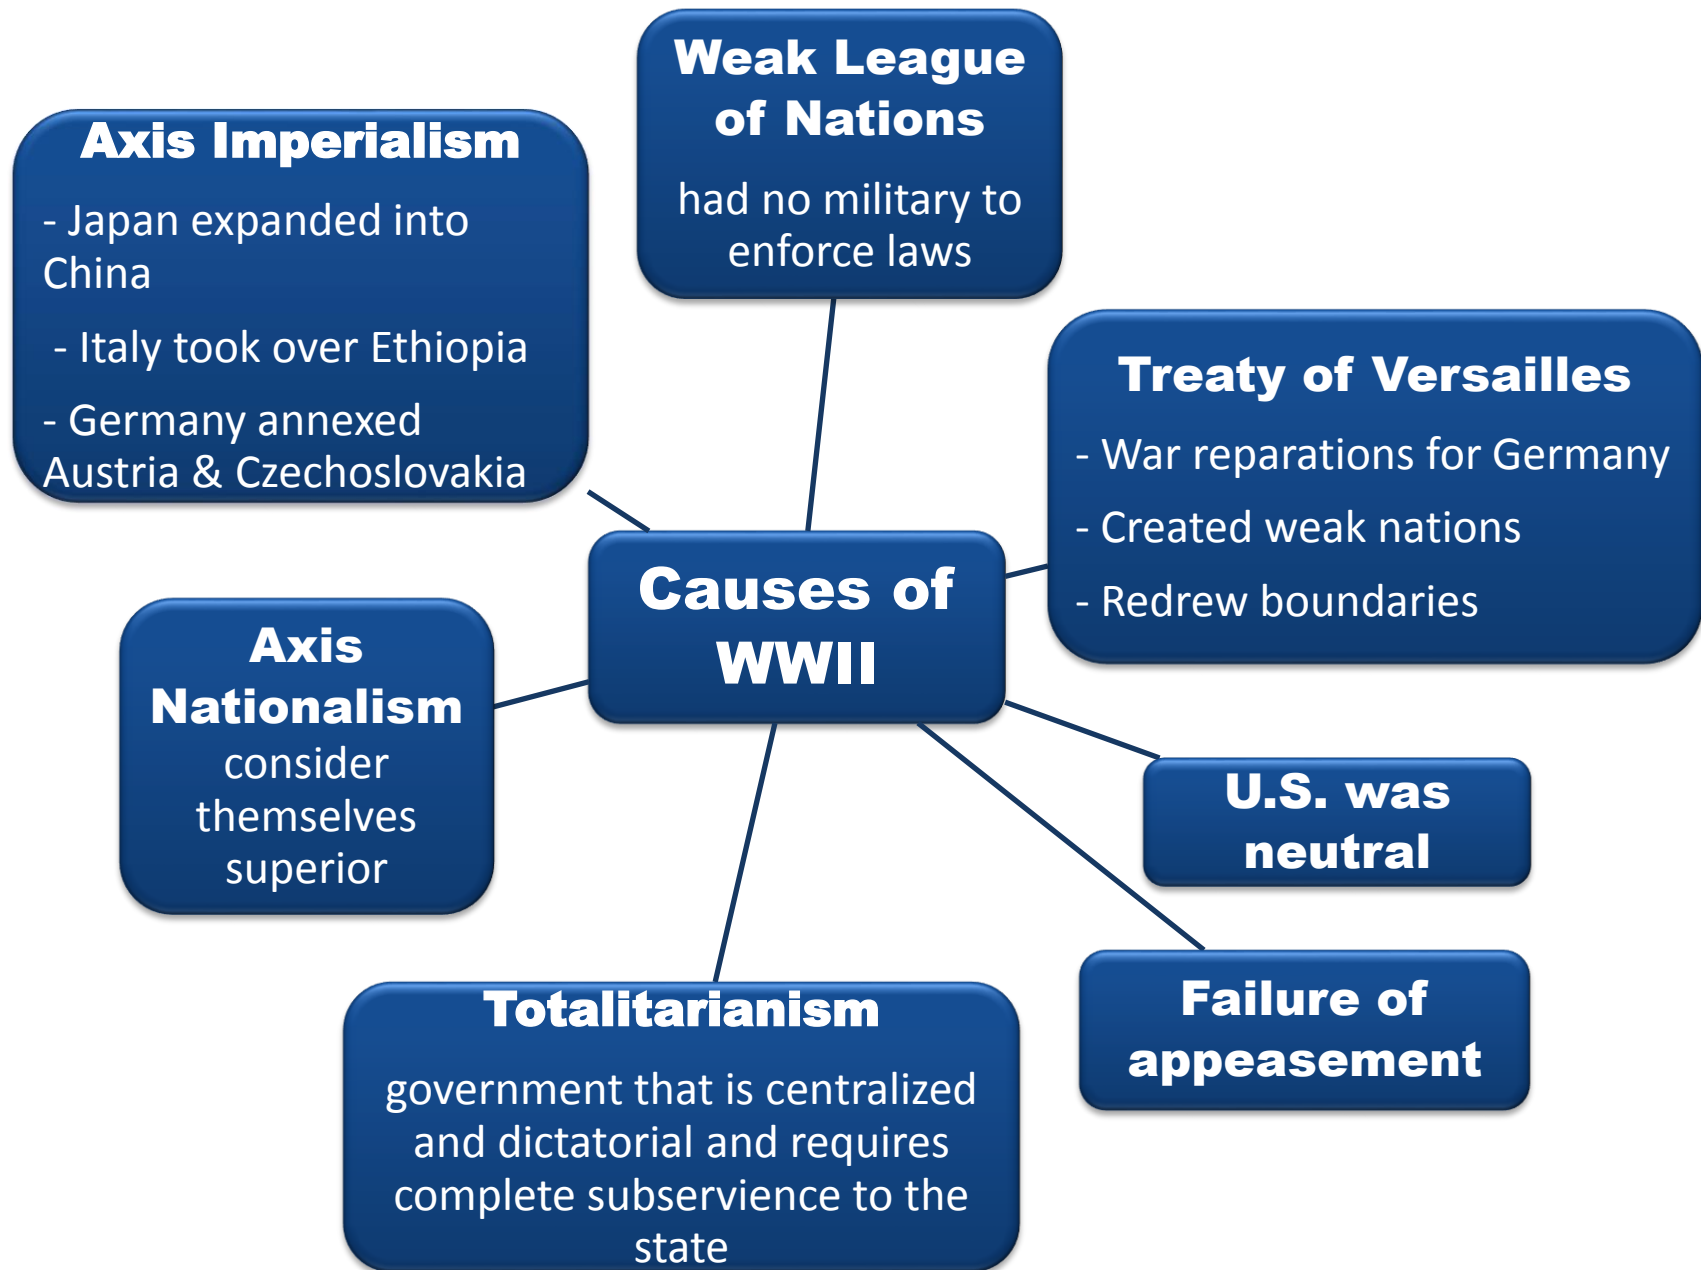 Weak League
of Nations
had no military to
enforce laws
Axis Imperialism
- Japan expanded into
China
- Italy took over Ethiopia
- Germany annexed
Austria & Czechoslovakia
Treaty of Versailles
- War reparations for Germany
- Created weak nations
- Redrew boundaries
Causes of
WWII
Axis
Nationalism
consider
themselves
superior
U.S. was
neutral
Failure of
appeasement
Totalitarianism
government that is centralized
and dictatorial and requires
complete subservience to the
state